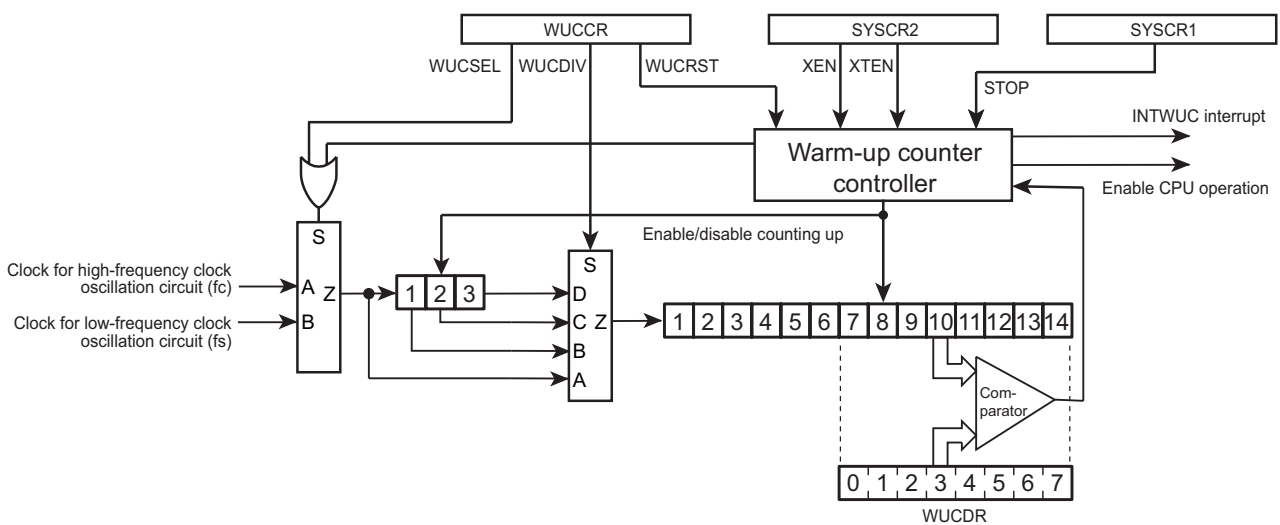 WUCCR
SYSCR2
SYSCR1
WUCSEL
WUCDIV
WUCRST
XEN
XTEN
STOP
INTWUC interrupt
Warm-up counter
controller
Enable CPU operation
Enable/disable counting up
S
S
Clock for high-frequency clock
oscillation circuit (fc)
A
Z
1 2 3
D
Clock for low-frequency clock
oscillation circuit (fs)
B
C
Z
1 2 3 4 5 6 7 8 9 10 11 12 13 14
B
A
Com-
parator
0 1 2 3 4 5 6 7
WUCDR